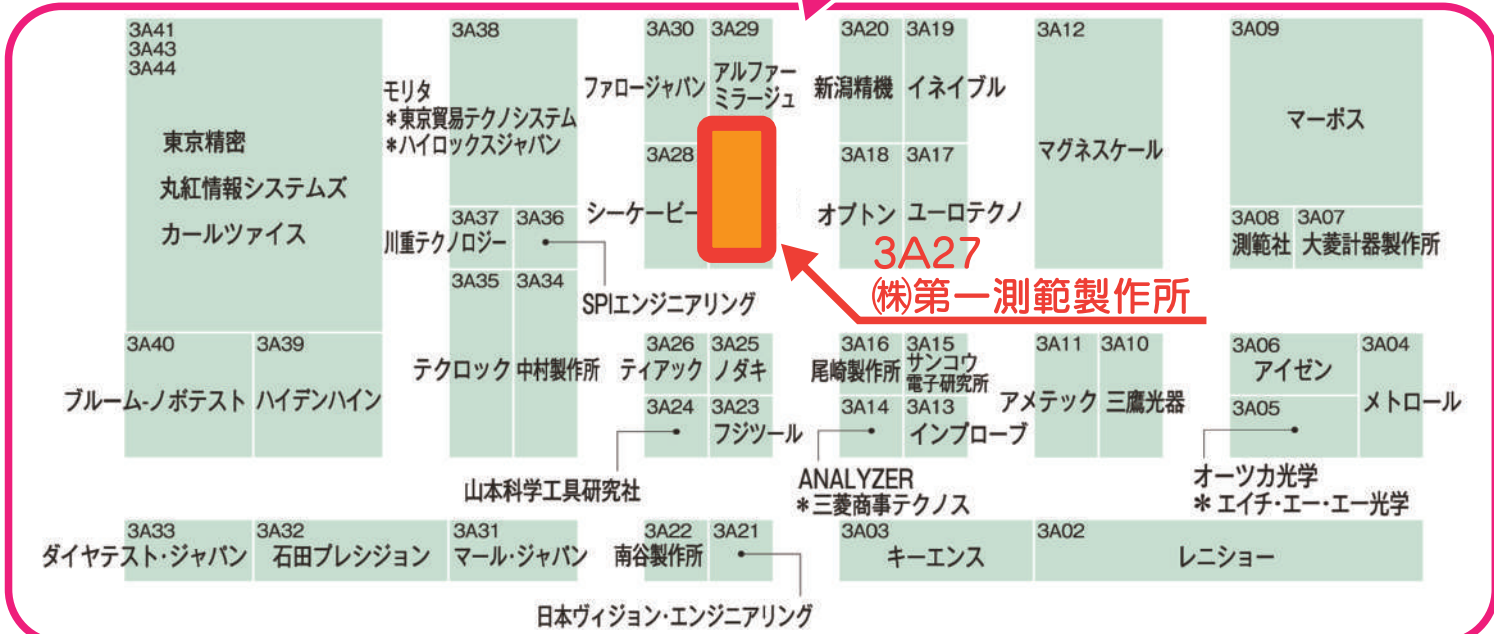 3A41
3A43
3A44
東京精密
丸紅情報システムズ
カールツァイス
3A38
モリタ
*東京貿易テクノシステム
*ハイロックスジャパン
3A30
ファロージャパン
3A29
アルファー
ミラージュ
3A20
新潟精機
3A19
イネイブル
3A12
マグネスケール
3A09
マーポス
3A28
シーケービー
3A18
オプトン
3A17
ユーロテクノ
3A27
㈱第一測範製作所
3A08
測範社
3A07
大菱計器製作所
3A37
川重テクノロジー
3A36
SPIエンジニアリング
3A35
テクロック
3A34
中村製作所
3A40
ブルーム-ノボテスト
3A39
ハイデンハイン
3A26
ティアック
3A25
ノダキ
3A24
山本科学工具研究社
3A23
フジツール
3A16
尾崎製作所
3A15
サンコウ
電子研究所
3A14
ANALYZER
*三菱商事テクノス
3A13
インプローブ
3A11
アメテック
3A10
三鷹光器
3A06
アイゼン
3A04
メトロール
3A05
オーツカ光学
* エイチ・エー・エー光学
3A33
ダイヤテスト・ジャパン
3A32
石田プレシジョン
3A31
マール・ジャパン
3A22
南谷製作所
3A21
日本ヴィジョン・エンジニアリング
3A03
キーエンス
3A02
レニショー